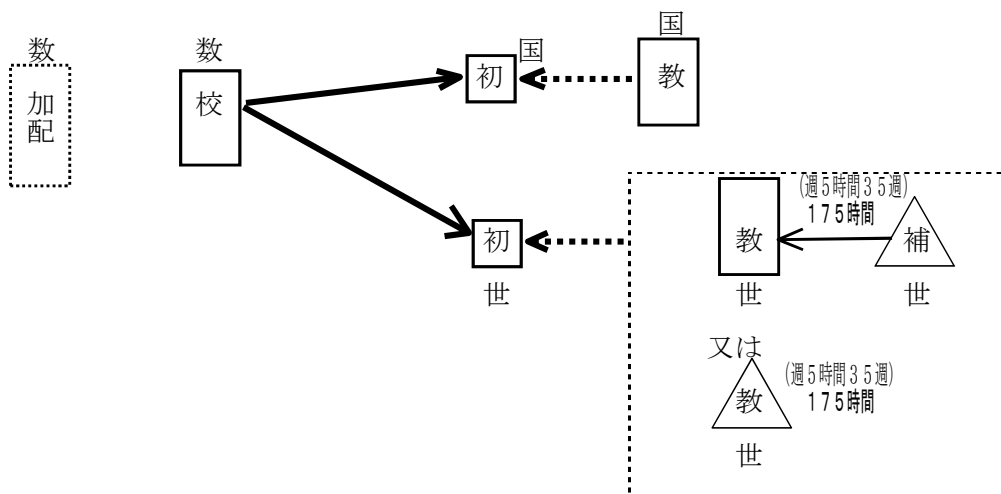 数
加配
数
校
初
国
国
教
初
世
(週5時間35週)
175時間
教
世
補
世
又は
教
(週5時間35週)
175時間
世